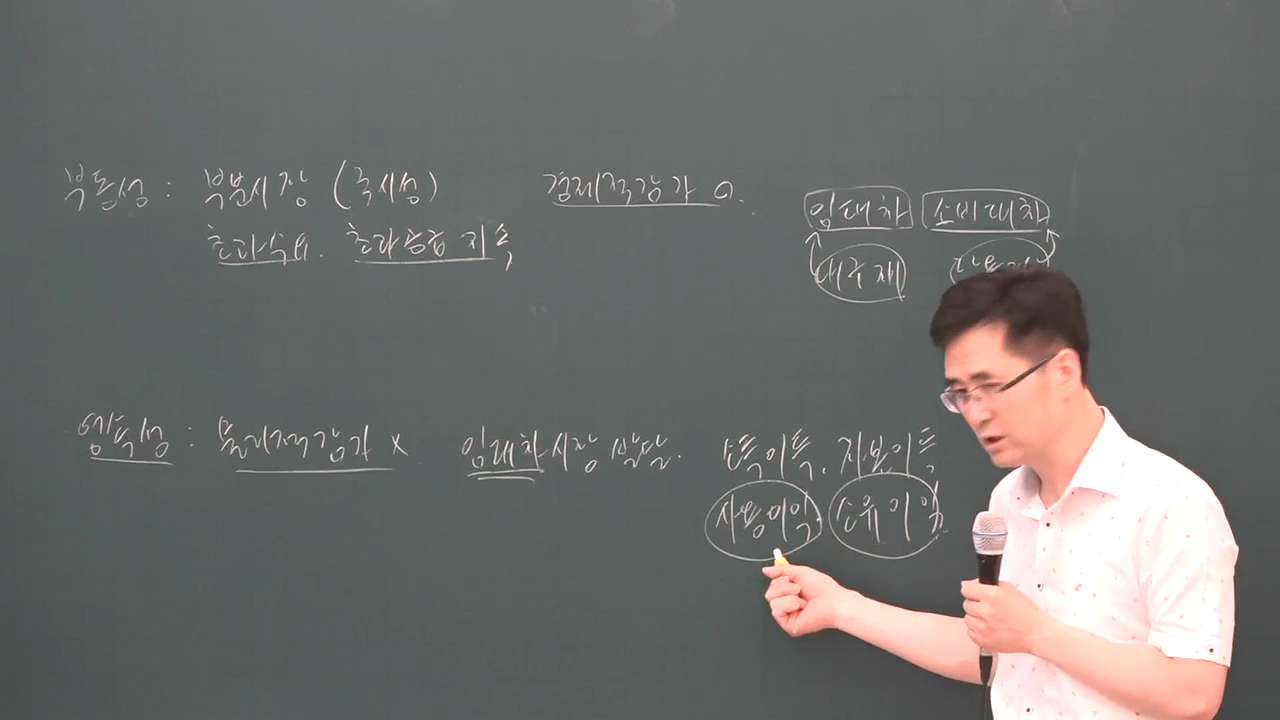 부동성 : 부분시장 (국지성) 경제적감가 O.
초과수요. 초과공급 지속
임대차 소비대차
내구재
영속성 : 물리적감가 X 임대차시장 발달. 소득이득, 자본이득
사용이익, 소유이익